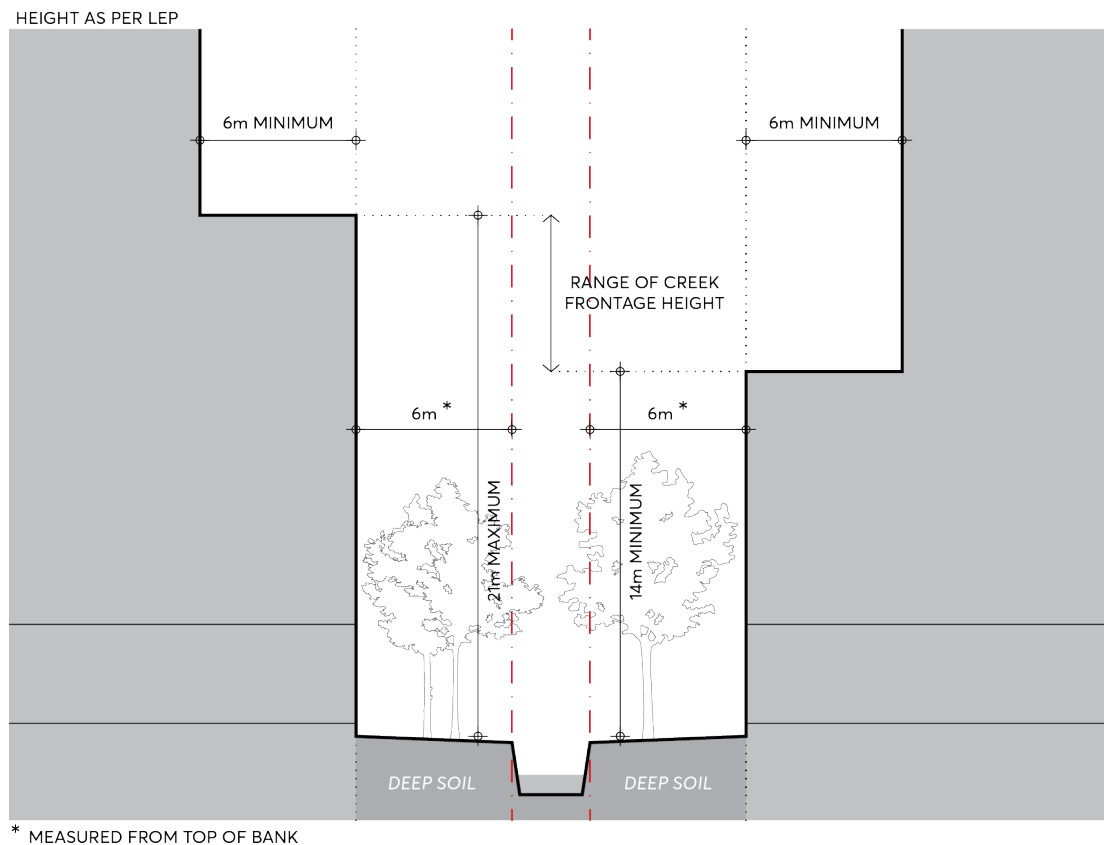 HEIGHT AS PER LEP
6m MINIMUM
6m MINIMUM
RANGE OF CREEK
FRONTAGE HEIGHT
6m *
6m *
21m MAXIMUM
14m MINIMUM
DEEP SOIL
DEEP SOIL
* MEASURED FROM TOP OF BANK